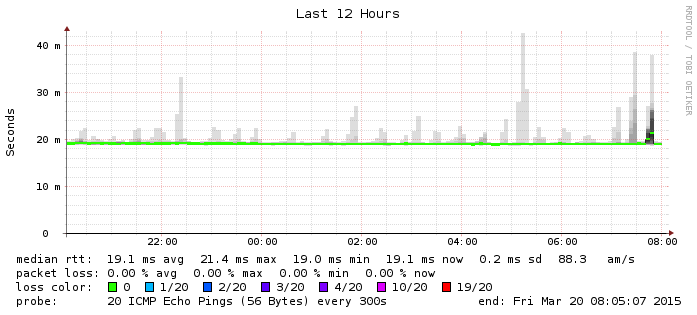 Last 12 Hours
RRDTOOL / TOBI OETIKER
Seconds
40 m
30 m
20 m
10 m
0
22:00 00:00 02:00 04:00 06:00 08:00
median rtt: 19.1 ms avg 21.4 ms max 19.0 ms min 19.1 ms now 0.2 ms sd 88.3 am/s
packet loss: 0.00 % avg 0.00 % max 0.00 % min 0.00 % now
loss color: 0 1/20 2/20 3/20 4/20 10/20 19/20
probe: 20 ICMP Echo Pings (56 Bytes) every 300s end: Fri Mar 20 08:05:07 2015